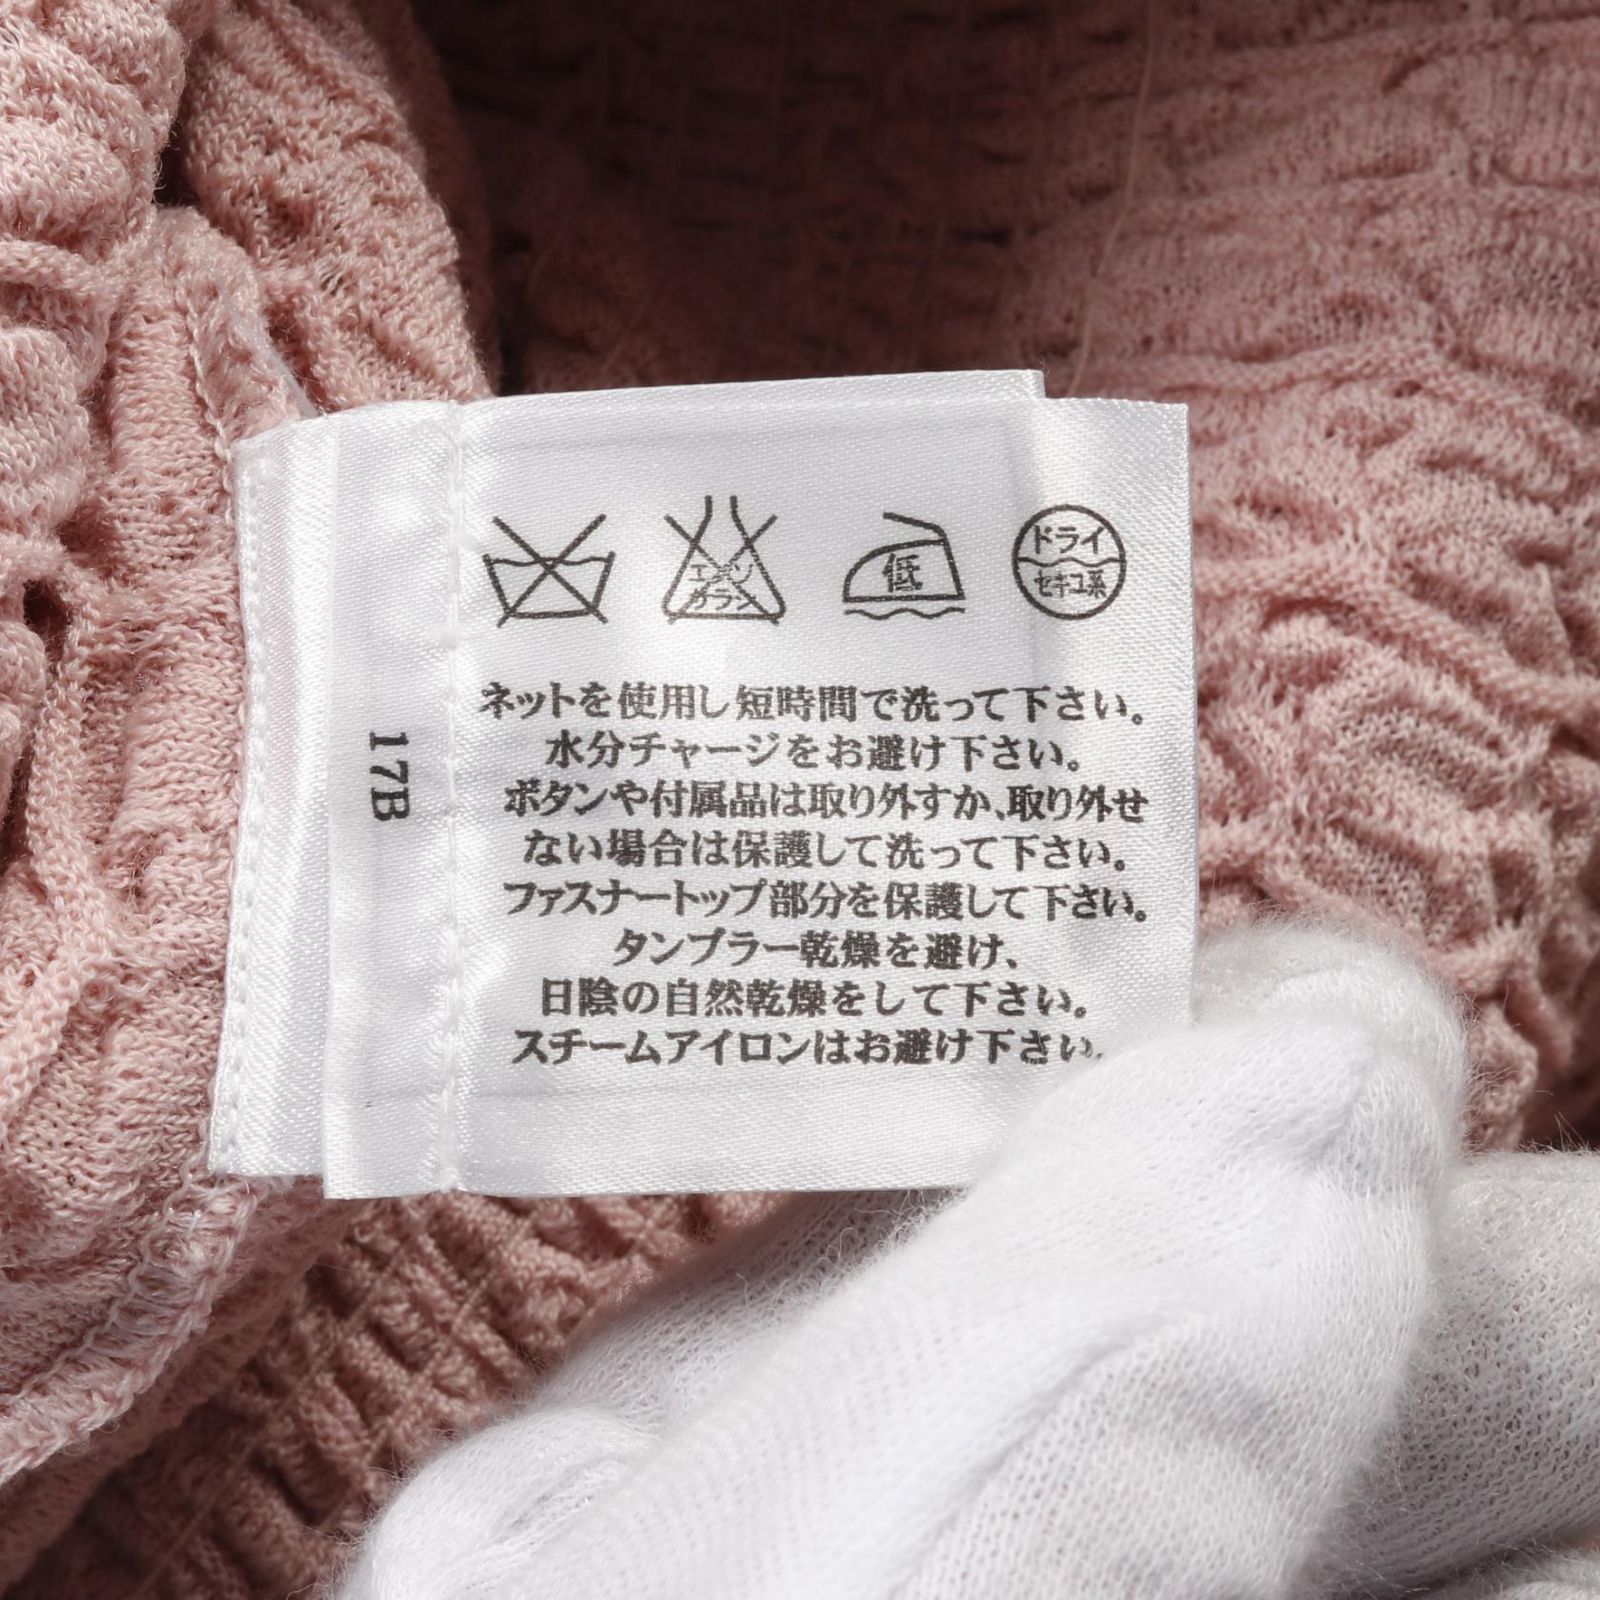 エンソ
サラシ
低
ドライ
セキユ系
ネットを使用し短時間で洗って下さい。
水分チャージをお避け下さい。
ボタンや付属品は取り外すか、取り外せ
ない場合は保護して洗って下さい。
ファスナートップ部分を保護して下さい。
タンブラー乾燥を避け、
日陰の自然乾燥をして下さい。
スチームアイロンはお避け下さい。
17B